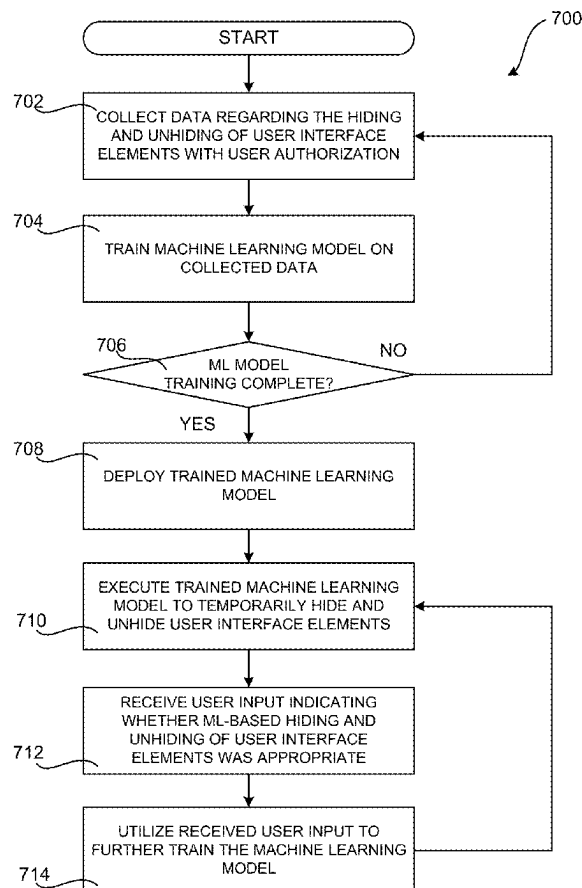 START
700
702
COLLECT DATA REGARDING THE HIDING
AND UNHIDING OF USER INTERFACE
ELEMENTS WITH USER AUTHORIZATION
704
TRAIN MACHINE LEARNING MODEL ON
COLLECTED DATA
706
ML MODEL
TRAINING COMPLETE?
NO
YES
708
DEPLOY TRAINED MACHINE LEARNING
MODEL
710
EXECUTE TRAINED MACHINE LEARNING
MODEL TO TEMPORARILY HIDE AND
UNHIDE USER INTERFACE ELEMENTS
712
RECEIVE USER INPUT INDICATING
WHETHER ML-BASED HIDING AND
UNHIDING OF USER INTERFACE
ELEMENTS WAS APPROPRIATE
714
UTILIZE RECEIVED USER INPUT TO
FURTHER TRAIN THE MACHINE LEARNING
MODEL